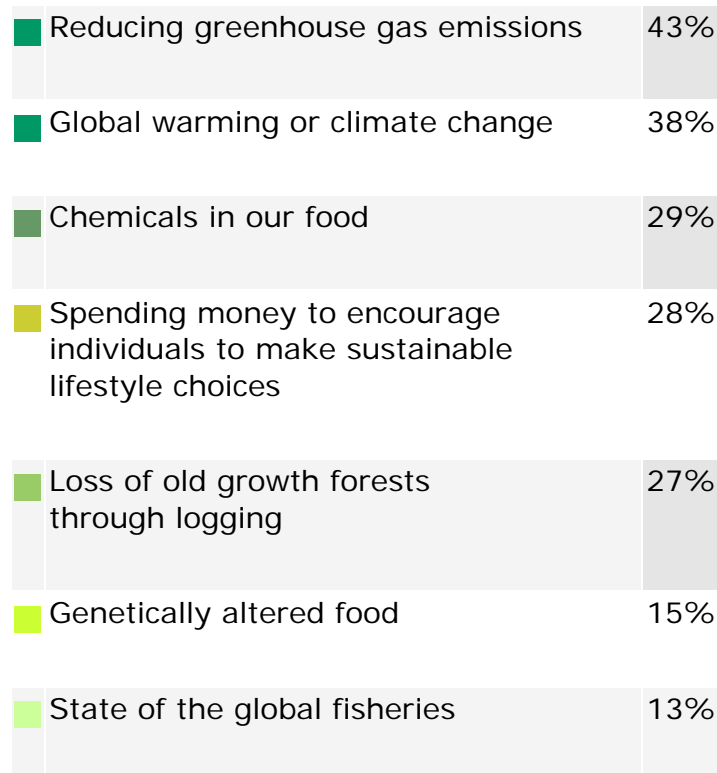 Reducing greenhouse gas emissions 43%
Global warming or climate change 38%
Chemicals in our food 29%
Spending money to encourage 28%
individuals to make sustainable
lifestyle choices
Loss of old growth forests 27%
through logging
Genetically altered food 15%
State of the global fisheries 13%